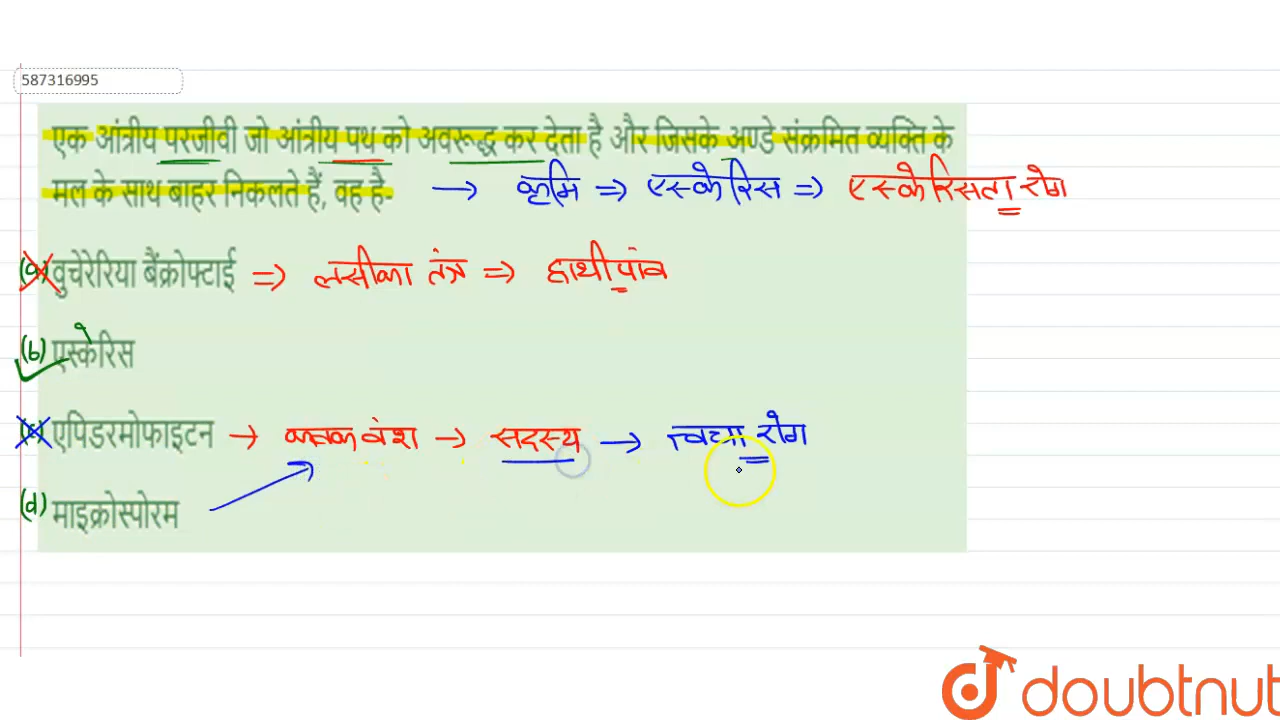 587316995
एक आंत्रीय परजीवी जो आंत्रीय पथ को अवरूद्ध कर देता है और जिसके अण्डे संक्रमित व्यक्ति के
मल के साथ बाहर निकलते हैं, वह है- → कृमि ⇒ एस्केरिस ⇒ एस्केरिसता रोग
(a) वुचेरेरिया बैंक्रोफ्टाई ⇒ लसीका तंत्र ⇒ हाथीपांव
(b) एस्केरिस
(c) एपिडरमोफाइटन → कवक वंश → सदस्य → त्वचा रोग
(d) माइक्रोस्पोरम
doubtnut